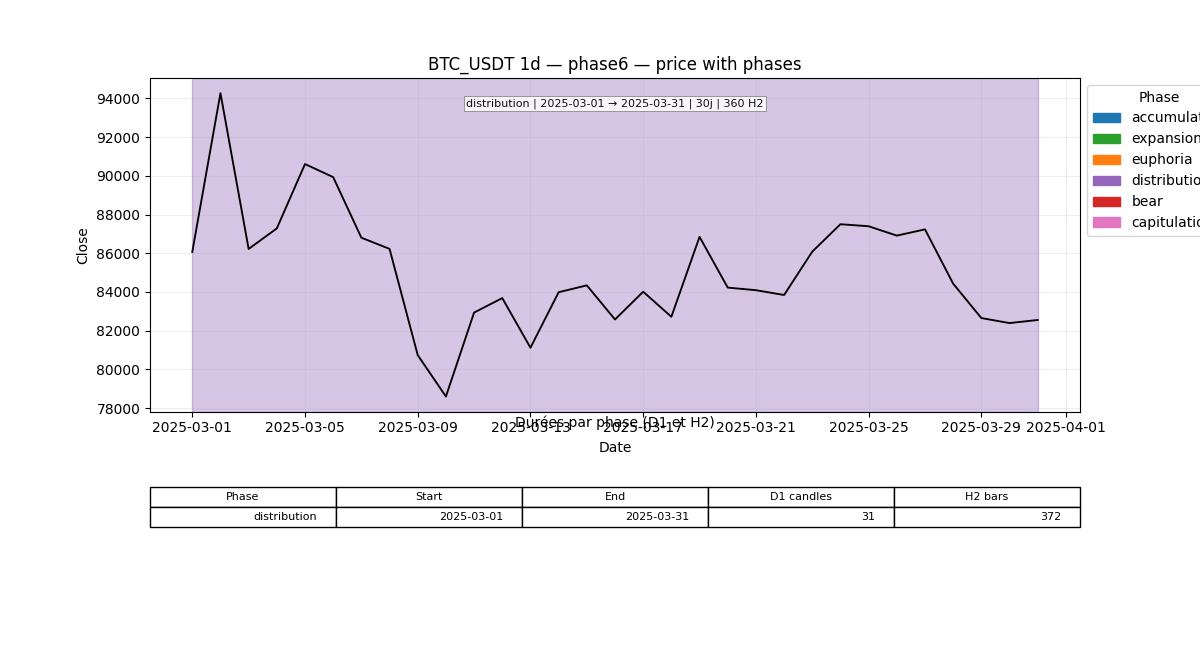 BTC_USDT 1d — phase6 — price with phases
distribution | 2025-03-01 → 2025-03-31 | 30j | 360 H2
94000
92000
90000
88000
86000
84000
82000
80000
78000
Close
Phase
accumulat
expansion
euphoria
distributio
bear
capitulatio
Durées par phase (D1 et H2)
2025-03-01 2025-03-05 2025-03-09 2025-03-13 2025-03-17 2025-03-21 2025-03-25 2025-03-29 2025-04-01
Date
Phase Start End D1 candles H2 bars
distribution 2025-03-01 2025-03-31 31 372